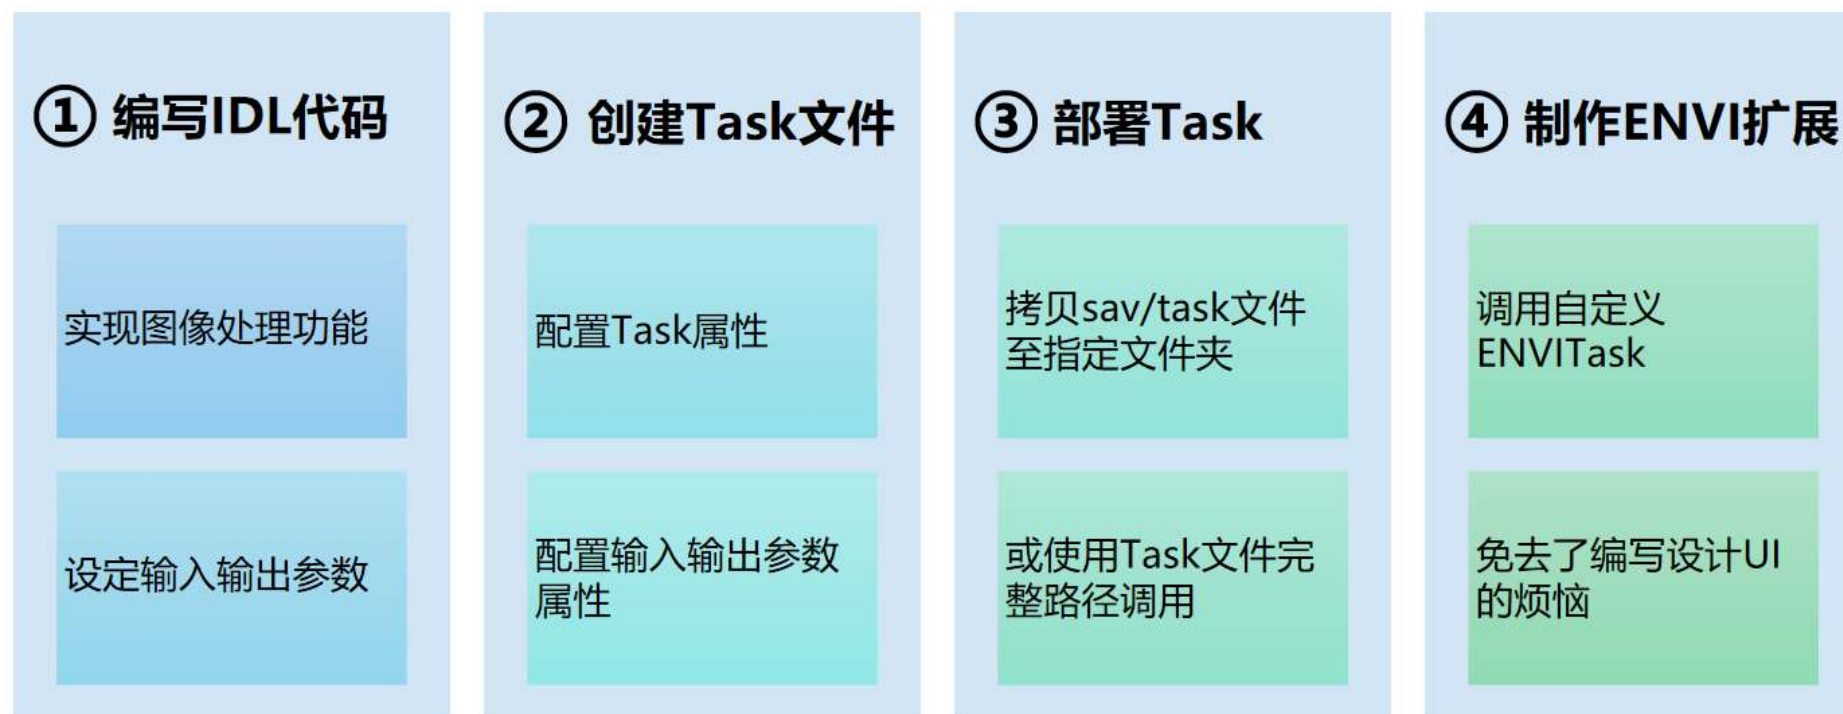 ① 编写IDL代码
实现图像处理功能
设定输入输出参数
② 创建Task文件
配置Task属性
配置输入输出参数
属性
③ 部署Task
拷贝sav/task文件
至指定文件夹
或使用Task文件完
整路径调用
④ 制作ENVI扩展
调用自定义
ENVITask
免去了编写设计UI
的烦恼